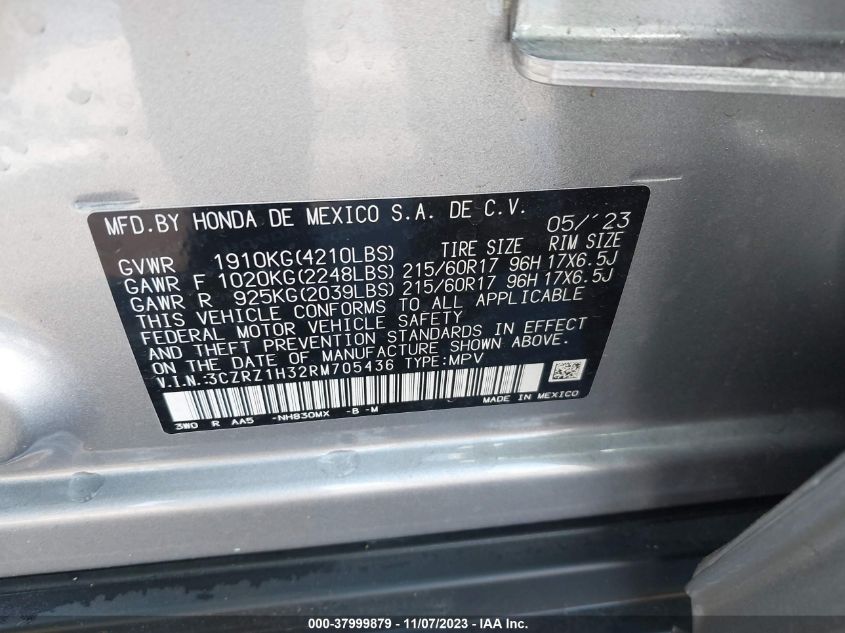 MFD.BY HONDA DE MEXICO S.A. DE C.V. 05/'23
GVWR 1910KG(4210LBS) TIRE SIZE RIM SIZE
GAWR F 1020KG(2248LBS) 215/60R17 96H 17X6.5J
GAWR R 925KG(2039LBS) 215/60R17 96H 17X6.5J
THIS VEHICLE CONFORMS TO ALL APPLICABLE
FEDERAL MOTOR VEHICLE SAFETY
AND THEFT PREVENTION STANDARDS IN EFFECT
ON THE DATE OF MANUFACTURE SHOWN ABOVE.
V.I.N.:3CZRZ1H32RM705436 TYPE:MPV
3W0 R AA5 -NH830MX -B -M MADE IN MEXICO
000-37999879 - 11/07/2023 - IAA Inc.